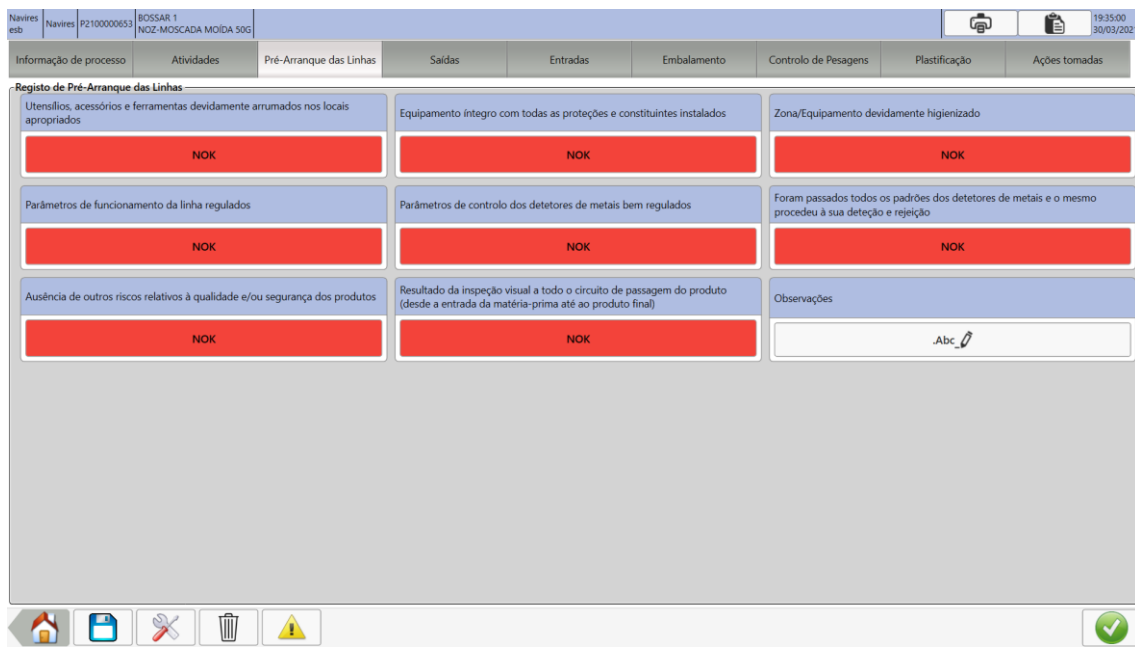 Navires
esb
Navires
P2100000653
BOSSAR 1
NOZ-MOSCADA MOÍDA 50G
19:35:00
30/03/202
Informação de processo
Atividades
Pré-Arranque das Linhas
Saídas
Entradas
Embalamento
Controlo de Pesagens
Plastificação
Ações tomadas
Registo de Pré-Arranque das Linhas
Utensílios, acessórios e ferramentas devidamente arrumados nos locais
apropriados
NOK
Equipamento íntegro com todas as proteções e constituintes instalados
NOK
Zona/Equipamento devidamente higienizado
NOK
Parâmetros de funcionamento da linha regulados
NOK
Parâmetros de controlo dos detetores de metais bem regulados
NOK
Foram passados todos os padrões dos detetores de metais e o mesmo
procedeu à sua deteção e rejeição
NOK
Ausência de outros riscos relativos à qualidade e/ou segurança dos produtos
NOK
Resultado da inspeção visual a todo o circuito de passagem do produto
(desde a entrada da matéria-prima até ao produto final)
NOK
Observações
.Abc_